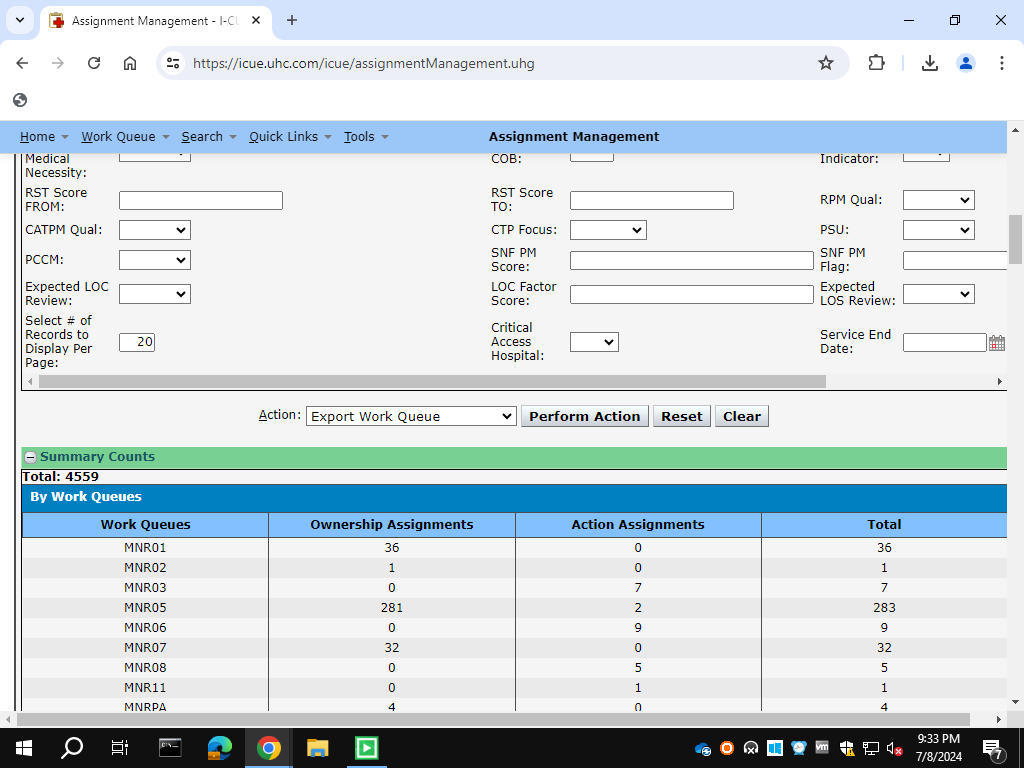 Assignment Management - I-CU
https://icue.uhc.com/icue/assignmentManagement.uhg
Home Work Queue Search Quick Links Tools Assignment Management
Medical Necessity: COB: Indicator:
RST Score FROM: RST Score TO: RPM Qual:
CATPM Qual: CTP Focus: PSU:
PCCM: SNF PM Score: SNF PM Flag:
Expected LOC Review: LOC Factor Score: Expected LOS Review:
Select # of Records to Display Per Page: 20 Critical Access Hospital: Service End Date:
Action: Export Work Queue Perform Action Reset Clear
Summary Counts
Total: 4559
By Work Queues
Work Queues Ownership Assignments Action Assignments Total
MNR01 36 0 36
MNR02 1 0 1
MNR03 0 7 7
MNR05 281 2 283
MNR06 0 9 9
MNR07 32 0 32
MNR08 0 5 5
MNR11 0 1 1
MNRPA 4 0 4
9:33 PM
7/8/2024
7